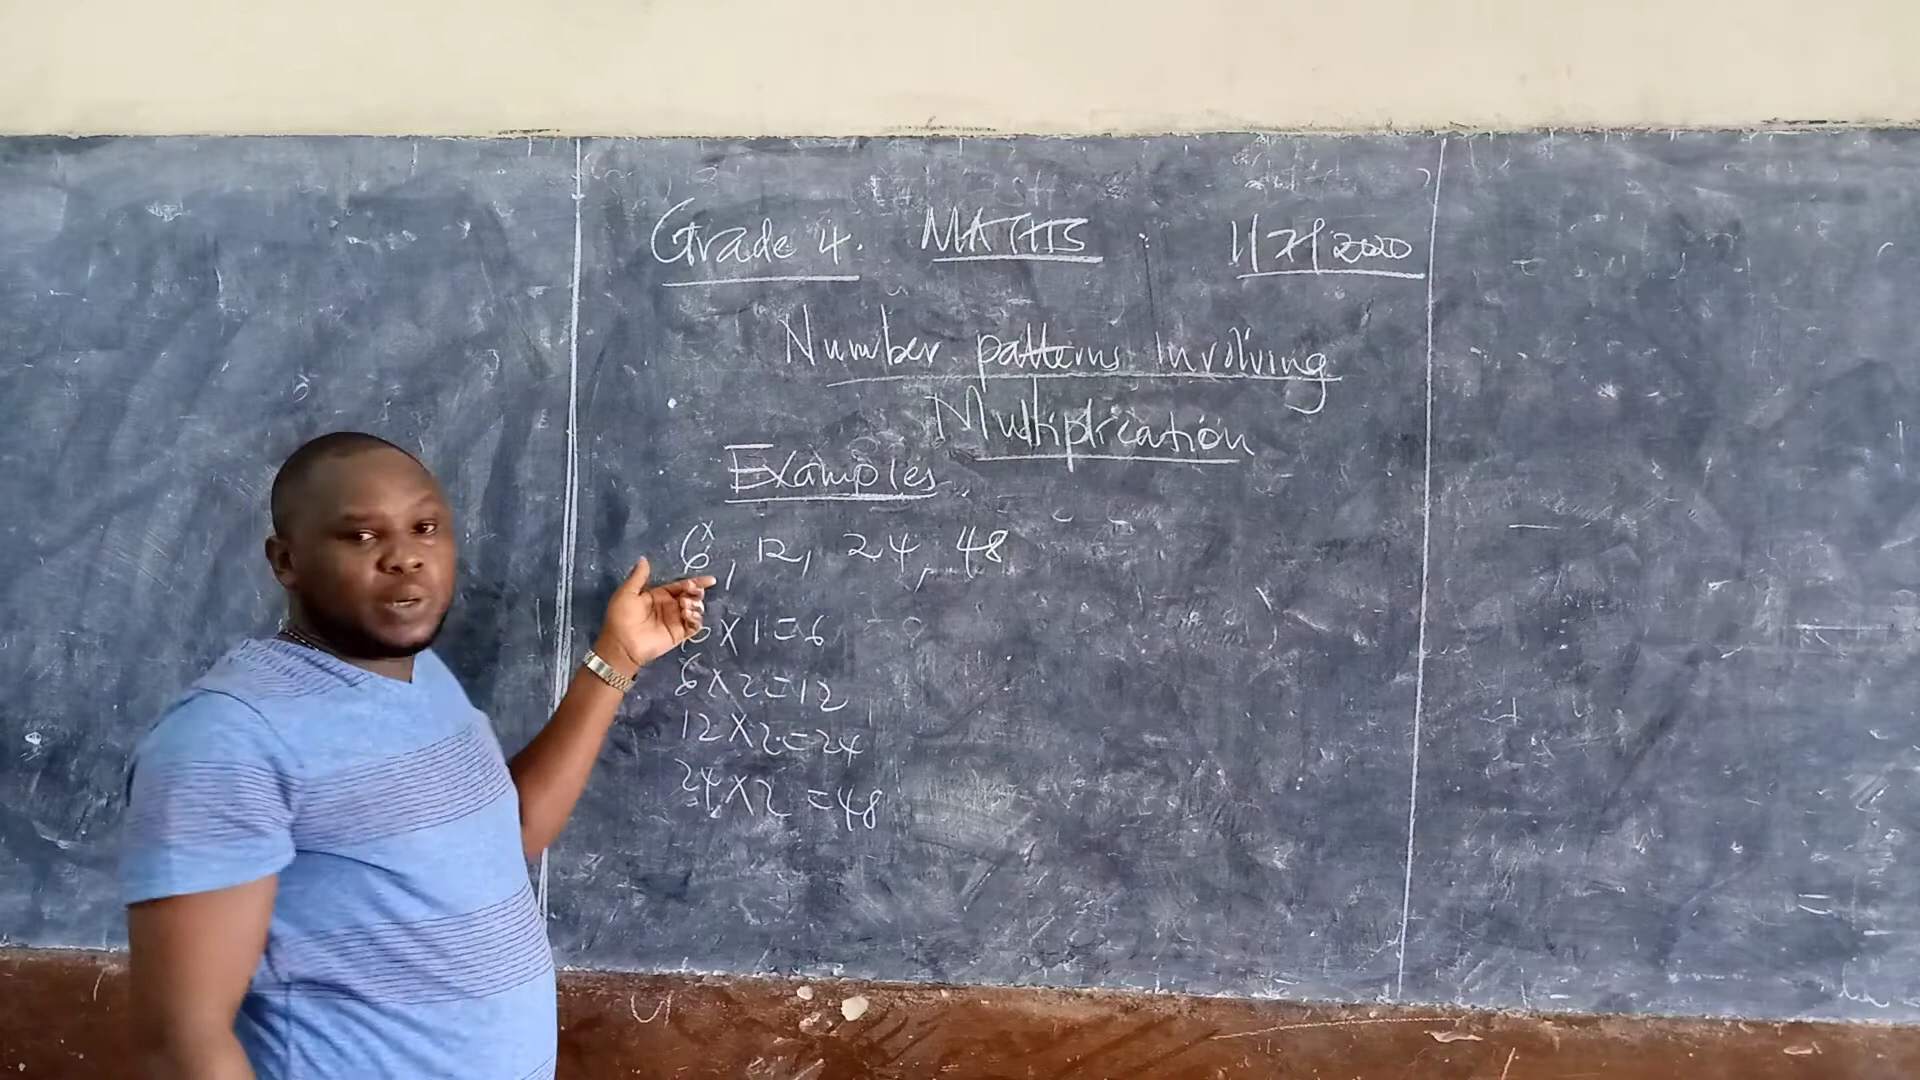 Grade 4. MATHS 1/7/2020
Number patterns Involving
Multiplication
Examples
6, 12, 24, 48
6x1=6
6x2=12
12x2=24
24x2=48